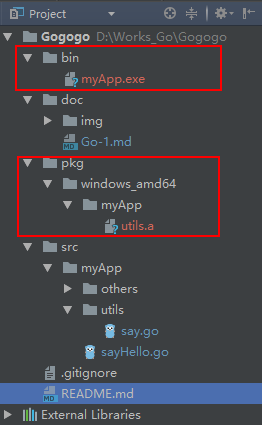 Project
Gogogo D:\Works_Go\Gogogo
bin
myApp.exe
doc
img
Go-1.md
pkg
windows_amd64
myApp
utils.a
src
myApp
others
utils
say.go
sayHello.go
.gitignore
MD README.md
External Libraries